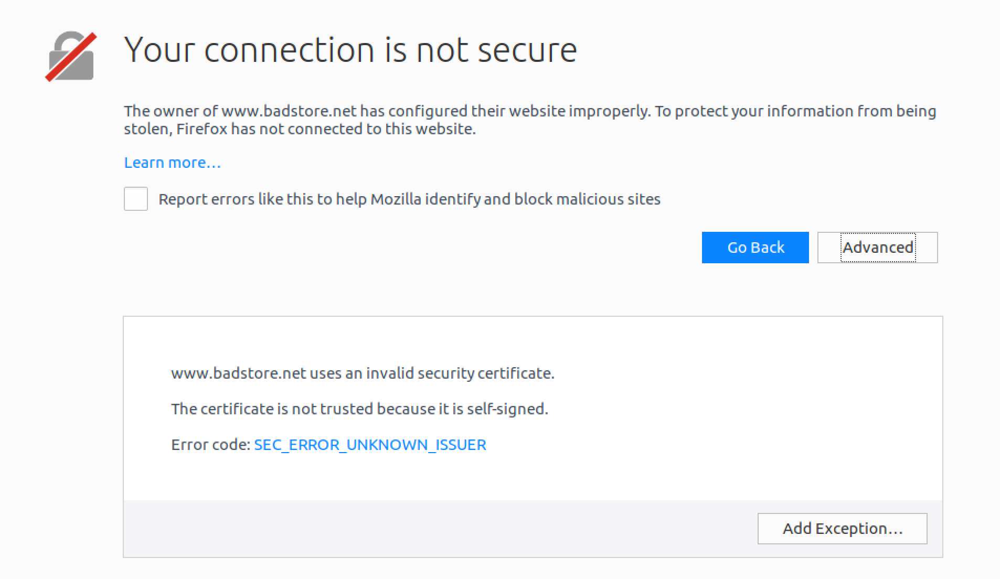 Your connection is not secure
The owner of www.badstore.net has configured their website improperly. To protect your information from being
stolen, Firefox has not connected to this website.
Learn more…
Report errors like this to help Mozilla identify and block malicious sites
Go Back
Advanced
www.badstore.net uses an invalid security certificate.
The certificate is not trusted because it is self-signed.
Error code: SEC_ERROR_UNKNOWN_ISSUER
Add Exception…